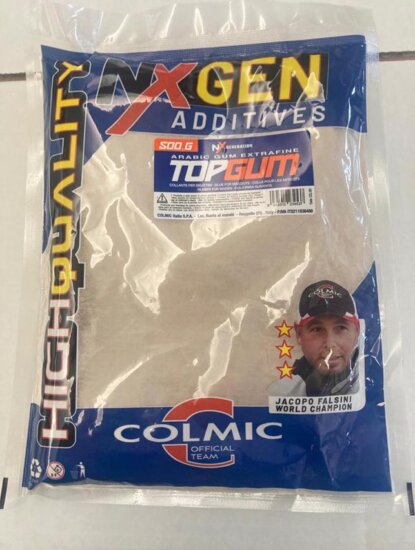 NXGEN
ADDITIVES
HIGH QUALITY
500 G
NX GENERATION
ARABIC GUM EXTRAFINE
TOPGUM
COLMIC Italia S.P.A.
COLMIC
JACOPO FALSINI
WORLD CHAMPION
COLMIC
OFFICIAL
TEAM